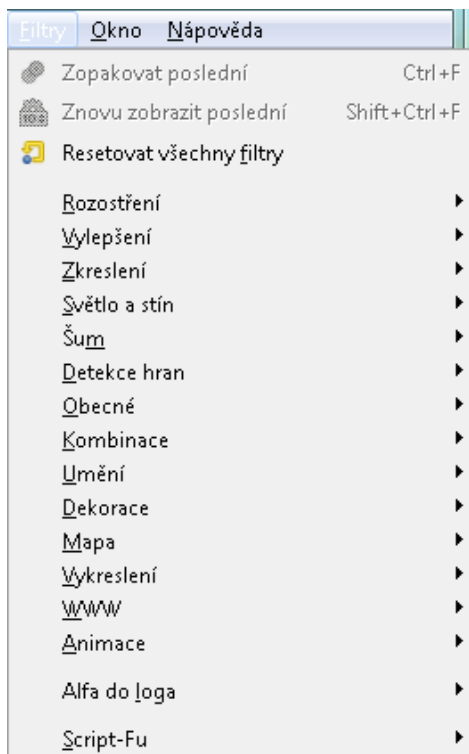 Filtry Okno Nápověda
Zopakovat poslední Ctrl+F
Znovu zobrazit poslední Shift+Ctrl+F
Resetovat všechny filtry
Rozostření
Vylepšení
Zkreslení
Světlo a stín
Šum
Detekce hran
Obecné
Kombinace
Umění
Dekorace
Mapa
Vykreslení
WWW
Animace
Alfa do loga
Script-Fu